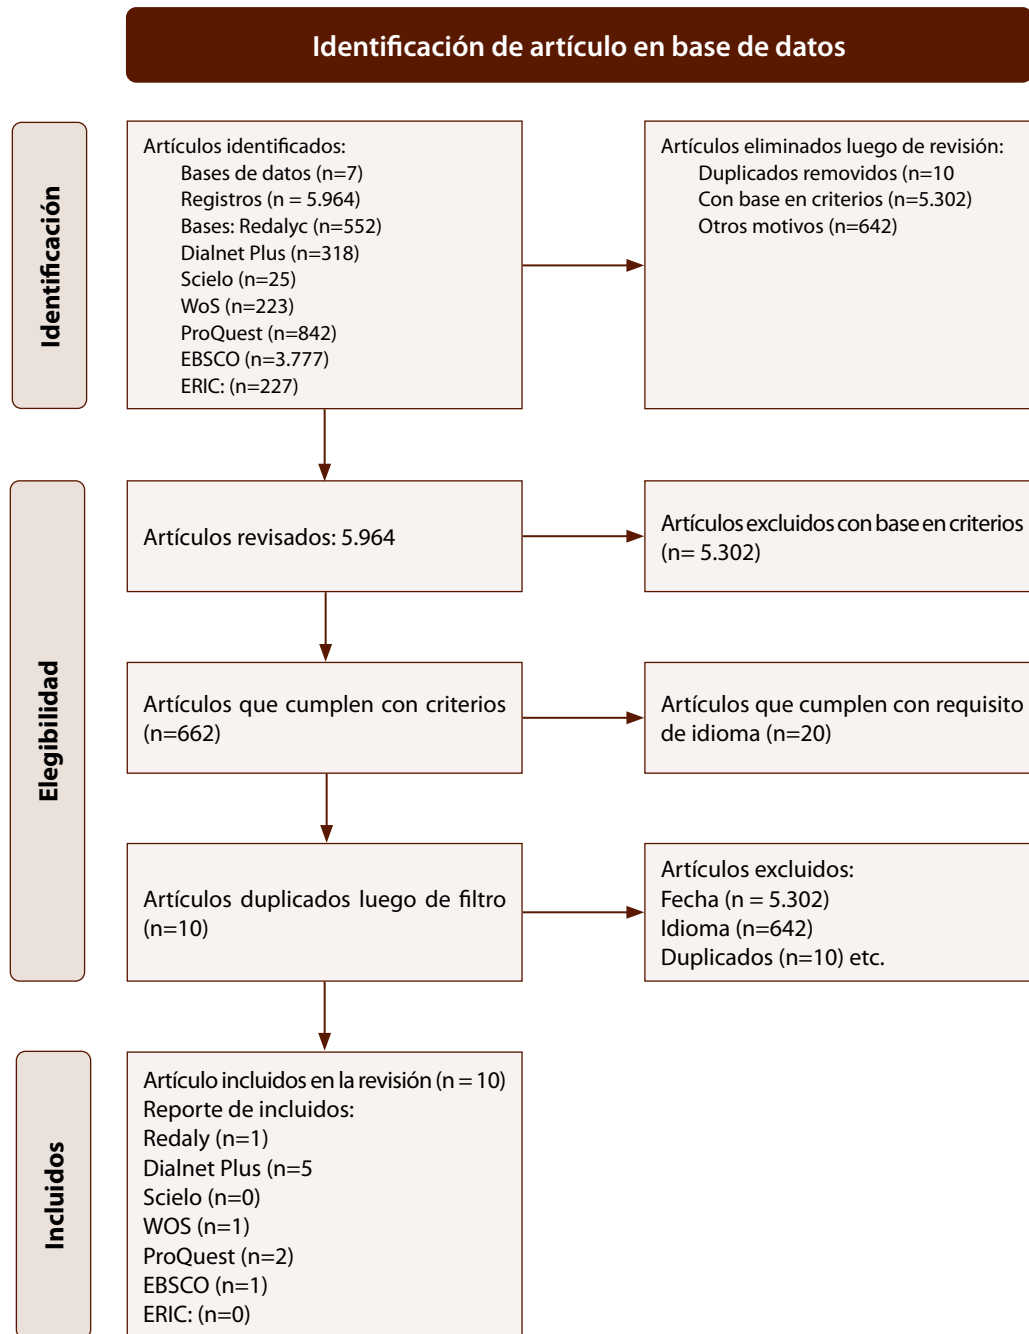 Identificación de artículo en base de datos
Identificación
Artículos identificados:
Bases de datos (n=7)
Registros (n = 5.964)
Bases: Redalyc (n=552)
Dialnet Plus (n=318)
Scielo (n=25)
WoS (n=223)
ProQuest (n=842)
EBSCO (n=3.777)
ERIC: (n=227)
Artículos eliminados luego de revisión:
Duplicados removidos (n=10
Con base en criterios (n=5.302)
Otros motivos (n=642)
Elegibilidad
Artículos revisados: 5.964
Artículos excluidos con base en criterios
(n= 5.302)
Artículos que cumplen con criterios
(n=662)
Artículos que cumplen con requisito
de idioma (n=20)
Artículos duplicados luego de filtro
(n=10)
Artículos excluidos:
Fecha (n = 5.302)
Idioma (n=642)
Duplicados (n=10) etc.
Incluidos
Artículo incluidos en la revisión (n = 10)
Reporte de incluidos:
Redaly (n=1)
Dialnet Plus (n=5
Scielo (n=0)
WOS (n=1)
ProQuest (n=2)
EBSCO (n=1)
ERIC: (n=0)